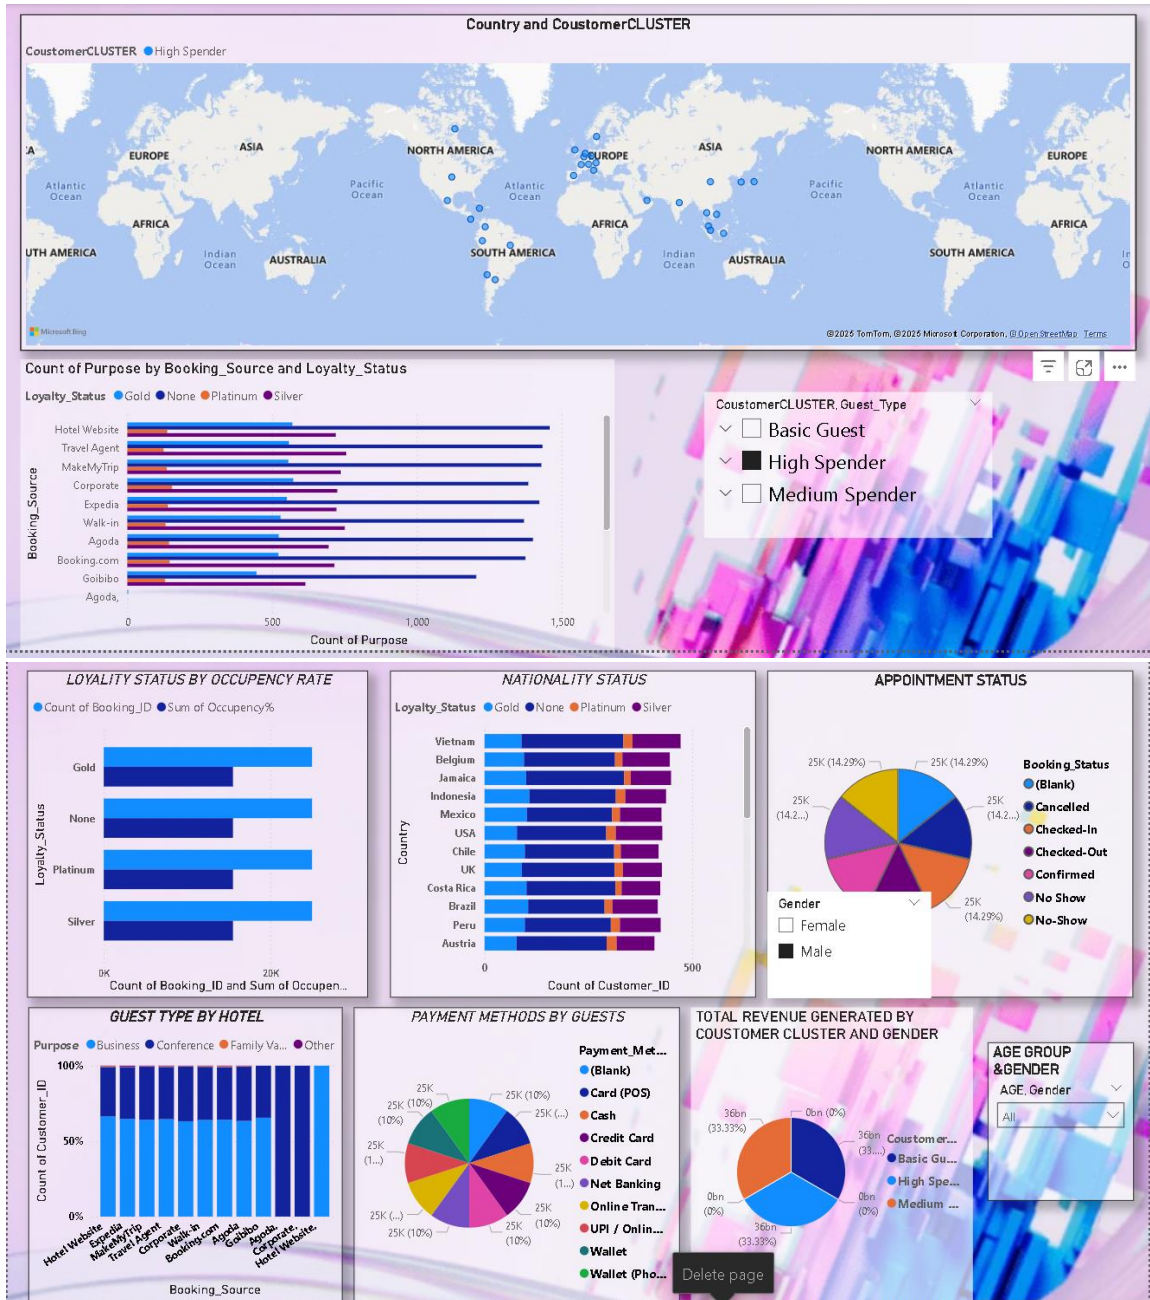 Country and CoustomerCLUSTER
CoustomerCLUSTER High Spender
NORTH AMERICA EUROPE ASIA NORTH AMERICA EUROPE ASIA NORTH AMERICA EUROPE
Atlantic Ocean Pacific Ocean Atlantic Ocean Pacific Ocean Atlantic Ocean
AFRICA AFRICA AFRICA
UTH AMERICA Indian Ocean AUSTRALIA SOUTH AMERICA Indian Ocean AUSTRALIA SOUTH AMERICA
Microsoft Bing
©2025 TomTom, ©2025 Microsoft Corporation, © OpenStreetMap Terms
Count of Purpose by Booking_Source and Loyalty_Status
Loyalty_Status Gold None Platinum Silver
Booking_Source
Hotel Website
Travel Agent
MakeMyTrip
Corporate
Expedia
Walk-in
Agoda
Booking.com
Goibibo
Agoda,
0 500 1,000 1,500
Count of Purpose
CoustomerCLUSTER, Guest_Type
Basic Guest
High Spender
Medium Spender
LOYALITY STATUS BY OCCUPENCY RATE
Count of Booking_ID Sum of Occupency%
Loyalty_Status
Gold
None
Platinum
Silver
0K 20K
Count of Booking_ID and Sum of Occupen...
NATIONALITY STATUS
Loyalty_Status Gold None Platinum Silver
Country
Vietnam
Belgium
Jamaica
Indonesia
Mexico
USA
Chile
UK
Costa Rica
Brazil
Peru
Austria
0 500
Count of Customer_ID
APPOINTMENT STATUS
25K (14.29%) 25K (14.29%)
25K (14.2...) 25K (14.2...)
25K (14.29%)
Booking_Status
(Blank)
Cancelled
Checked-In
Checked-Out
Confirmed
No Show
No-Show
Gender
Female
Male
GUEST TYPE BY HOTEL
Purpose Business Conference Family Va... Other
Count of Customer_ID
100%
50%
0%
Hotel Website Expedia MakeMyTrip Travel Agent Corporate Walk-in Booking.com Agoda Goibibo Agoda, Corporate, Hotel Website,
Booking_Source
PAYMENT METHODS BY GUESTS
25K (10%) 25K (10%)
25K (10%) 25K (...)
25K (1...) 25K (1...)
25K (...) 25K (10%)
25K (10%) 25K (10%)
Payment_Met...
(Blank)
Card (POS)
Cash
Credit Card
Debit Card
Net Banking
Online Tran...
UPI / Onlin...
Wallet
Wallet (Pho...
TOTAL REVENUE GENERATED BY
COUSTOMER CLUSTER AND GENDER
36bn (33.33%) 0bn (0%)
36bn (33....)
0bn (0%) 0bn (0%)
36bn (33.33%)
Coustomer...
Basic Gu...
High Spe...
Medium ...
AGE GROUP
&GENDER
AGE, Gender
All
Delete page